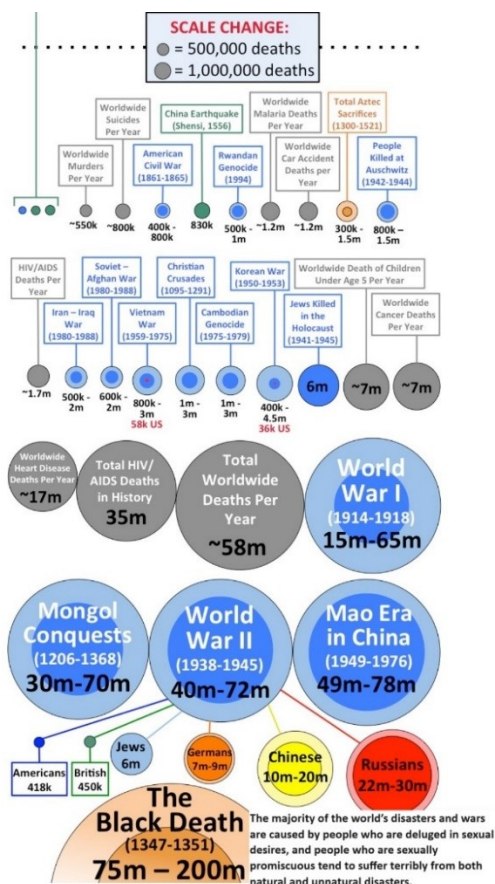 SCALE CHANGE:
= 500,000 deaths
= 1,000,000 deaths
Worldwide
Murders
Per Year
~550k
Worldwide
Suicides
Per Year
~800k
American
Civil War
(1861-1865)
400k -
800k
China Earthquake
(Shensi, 1556)
830k
Rwandan
Genocide
(1994)
500k -
1m
Worldwide
Malaria Deaths
Per Year
~1.2m
Worldwide
Car Accident
Deaths per Year
~1.2m
Total Aztec
Sacrifices
(1300-1521)
300k -
1.5m
People
Killed at
Auschwitz
(1942-1944)
800k –
1.5m
HIV/AIDS
Deaths Per
Year
~1.7m
Iran – Iraq
War
(1980-1988)
500k -
2m
Soviet –
Afghan War
(1980-1988)
600k -
2m
Vietnam
War
(1959-1975)
800k -
3m
58k US
Christian
Crusades
(1095-1291)
1m -
3m
Cambodian
Genocide
(1975-1979)
1m -
3m
Korean War
(1950-1953)
400k -
4.5m
36k US
Jews Killed
in the
Holocaust
(1941-1945)
6m
Worldwide Death of Children
Under Age 5 Per Year
~7m
Worldwide
Cancer Deaths
Per Year
~7m
Worldwide
Heart Disease
Deaths Per Year
~17m
Total HIV/
AIDS Deaths
in History
35m
Total
Worldwide
Deaths Per
Year
~58m
World
War I
(1914-1918)
15m-65m
Mongol
Conquests
(1206-1368)
30m-70m
World
War II
(1938-1945)
40m-72m
Mao Era
in China
(1949-1976)
49m-78m
Americans
418k
British
450k
Jews
6m
Germans
7m-9m
Chinese
10m-20m
Russians
22m-30m
The
Black Death
(1347-1351)
75m – 200m
The majority of the world's disasters and wars
are caused by people who are deluged in sexual
desires, and people who are sexually
promiscuous tend to suffer terribly from both
natural and unnatural disasters.